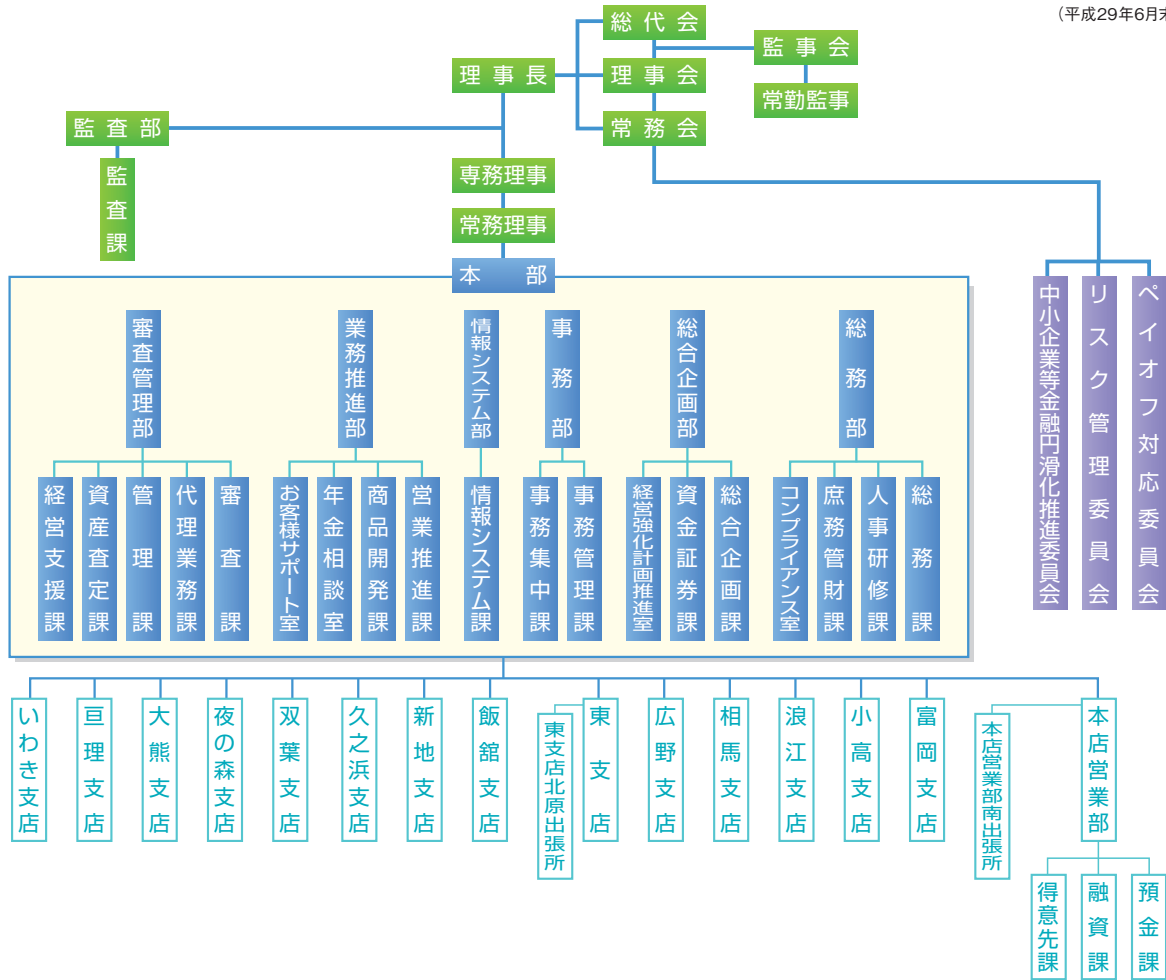 (平成29年6月末
総代会
監事会
理事長
理事会
常勤監事
監査部
常務会
監査課
専務理事
常務理事
本部
審査管理部
業務推進部
情報システム部
事務部
総合企画部
総務部
中小企業等金融円滑化推進委員会
リスク管理委員会
ペイオフ対応委員会
経営支援課
資産査定課
管理課
代理業務課
審査課
お客様サポート室
年金相談室
商品開発課
営業推進課
情報システム課
事務集中課
事務管理課
経営強化計画推進室
資金証券課
総合企画課
コンプライアンス室
庶務管財課
人事研修課
総務課
いわき支店
亘理支店
大熊支店
夜の森支店
双葉支店
久之浜支店
新地支店
飯舘支店
東支店北原出張所
東支店
広野支店
相馬支店
浪江支店
小高支店
富岡支店
本店営業部南出張所
本店営業部
得意先課
融資課
預金課